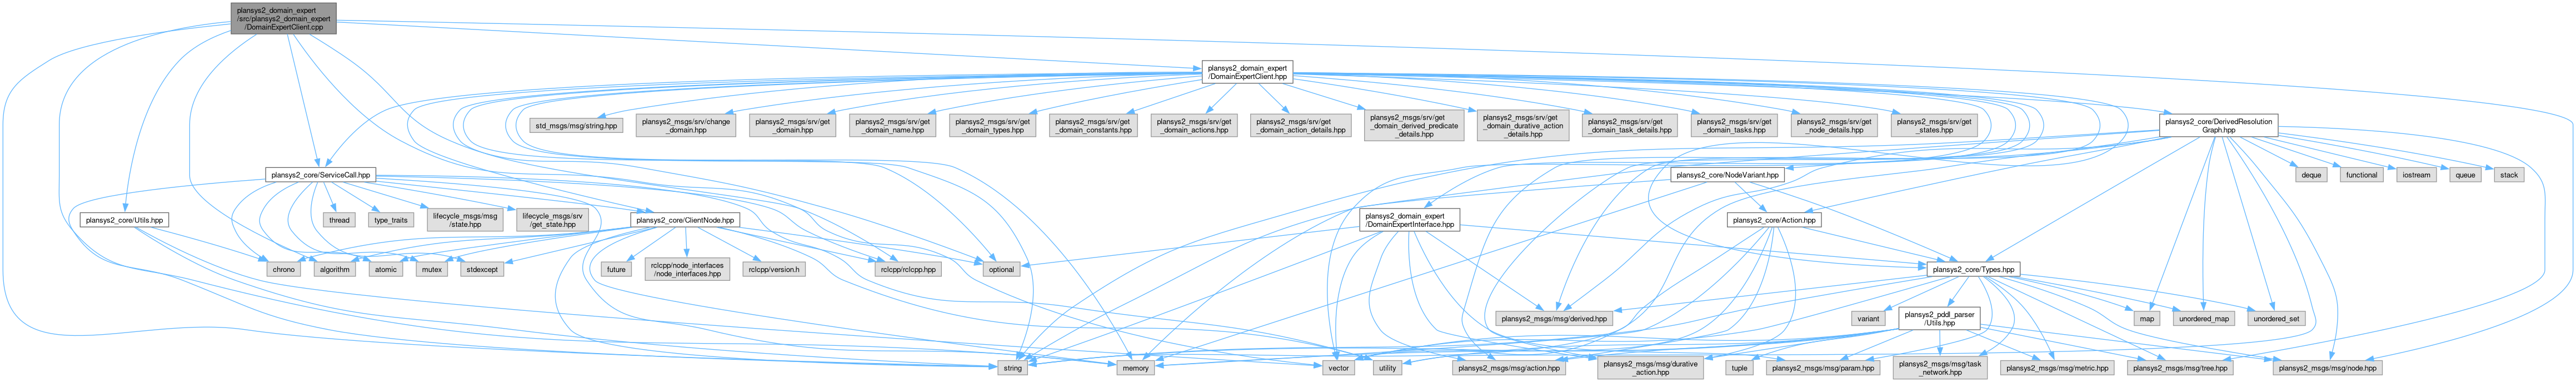 plansys2_domain_expert
/src/plansys2_domain_expert
/DomainExpertClient.cpp
plansys2_domain_expert
/DomainExpertClient.hpp
std_msgs/msg/string.hpp
plansys2_msgs/srv/change
_domain.hpp
plansys2_msgs/srv/get
_domain.hpp
plansys2_msgs/srv/get
_domain_name.hpp
plansys2_msgs/srv/get
_domain_types.hpp
plansys2_msgs/srv/get
_domain_constants.hpp
plansys2_msgs/srv/get
_domain_actions.hpp
plansys2_msgs/srv/get
_domain_action_details.hpp
plansys2_msgs/srv/get
_domain_derived_predicate
_details.hpp
plansys2_msgs/srv/get
_domain_durative_action
_details.hpp
plansys2_msgs/srv/get
_domain_task_details.hpp
plansys2_msgs/srv/get
_domain_tasks.hpp
plansys2_msgs/srv/get
_node_details.hpp
plansys2_msgs/srv/get
_states.hpp
plansys2_core/DerivedResolution
Graph.hpp
plansys2_core/ServiceCall.hpp
plansys2_core/NodeVariant.hpp
deque
functional
iostream
queue
stack
plansys2_core/Utils.hpp
thread
type_traits
lifecycle_msgs/msg
/state.hpp
lifecycle_msgs/srv
/get_state.hpp
plansys2_core/ClientNode.hpp
plansys2_domain_expert
/DomainExpertInterface.hpp
plansys2_core/Action.hpp
chrono
algorithm
atomic
mutex
stdexcept
future
rclcpp/node_interfaces
/node_interfaces.hpp
rclcpp/version.h
rclcpp/rclcpp.hpp
optional
plansys2_core/Types.hpp
plansys2_msgs/msg/derived.hpp
variant
plansys2_pddl_parser
/Utils.hpp
map
unordered_map
unordered_set
string
memory
vector
utility
plansys2_msgs/msg/action.hpp
plansys2_msgs/msg/durative
_action.hpp
tuple
plansys2_msgs/msg/param.hpp
plansys2_msgs/msg/task
_network.hpp
plansys2_msgs/msg/metric.hpp
plansys2_msgs/msg/tree.hpp
plansys2_msgs/msg/node.hpp